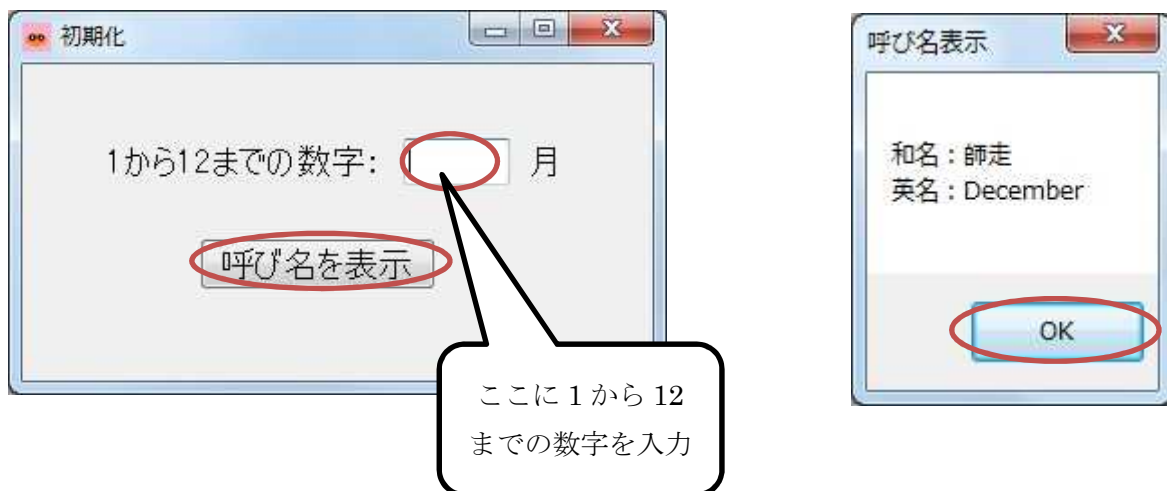 初期化
1から12までの数字: 月
呼び名を表示
ここに 1 から 12
までの数字を入力
呼び名表示
和名：師走
英名：December
OK